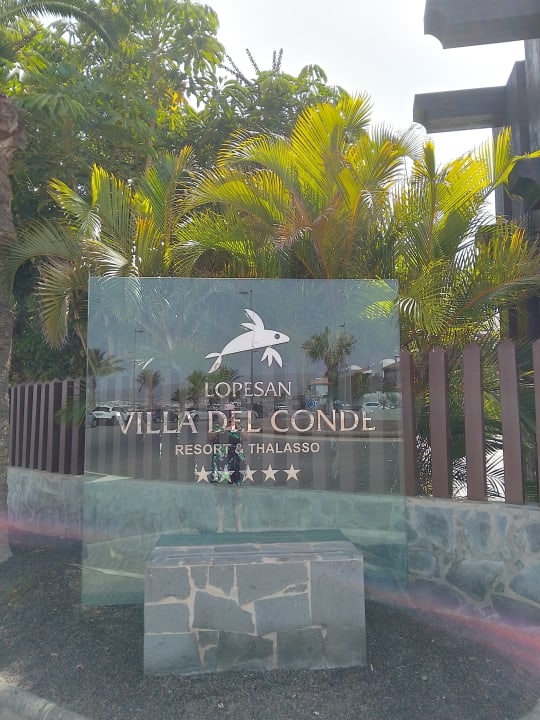 LOPESAN
VILLA DEL CONDE
RESORT & THALASSO